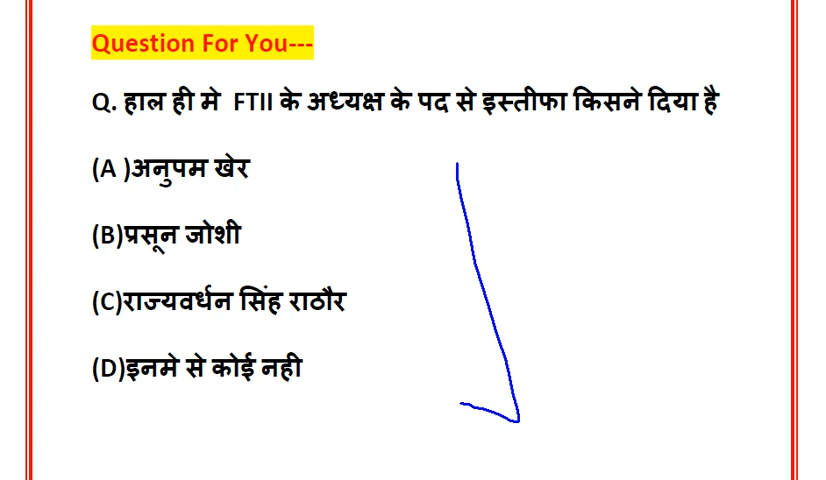 Question For You---
Q. हाल ही मे FTII के अध्यक्ष के पद से इस्तीफा किसने दिया है
(A )अनुपम खेर
(B)प्रसून जोशी
(C)राज्यवर्धन सिंह राठौर
(D)इनमे से कोई नही